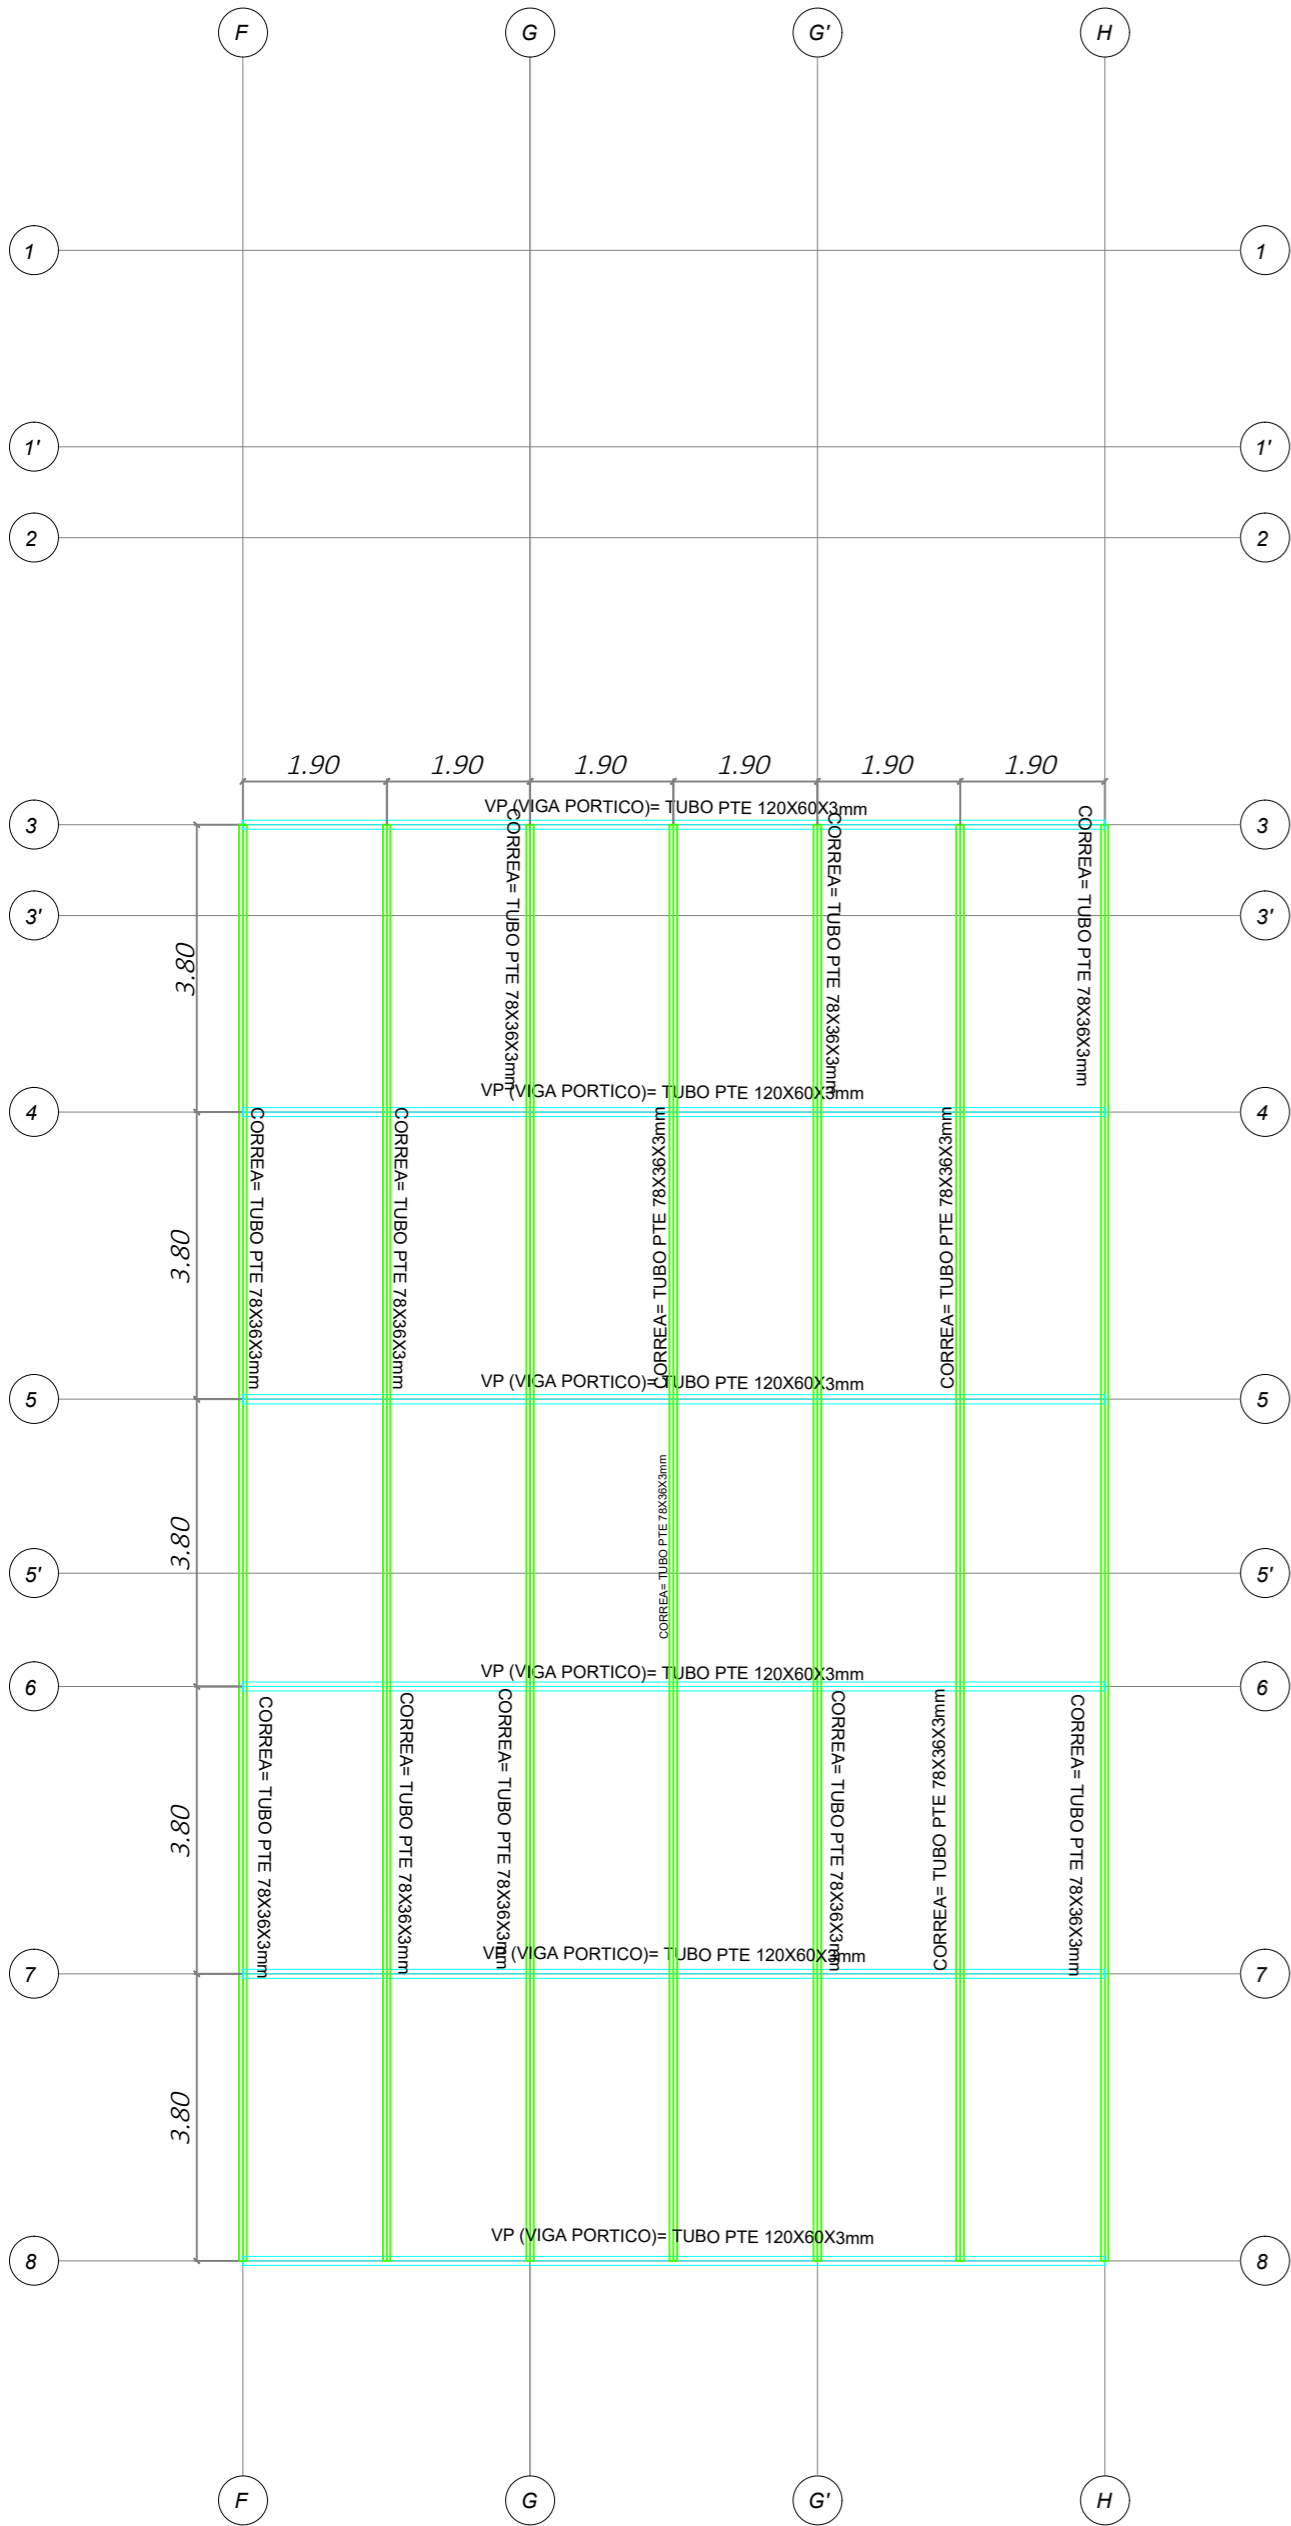 F
G
G'
H
1
1
1'
1'
2
2
1.90
1.90
1.90
1.90
1.90
1.90
VP (VIGA PORTICO)= TUBO PTE 120X60X3mm
3
3
CORREA= TUBO PTE 78X36X3mm
CORREA= TUBO PTE 78X36X3mm
CORREA= TUBO PTE 78X36X3mm
3'
3'
3.80
VP (VIGA PORTICO)= TUBO PTE 120X60X3mm
4
4
CORREA= TUBO PTE 78X36X3mm
CORREA= TUBO PTE 78X36X3mm
CORREA= TUBO PTE 78X36X3mm
CORREA= TUBO PTE 78X36X3mm
3.80
VP (VIGA PORTICO)= TUBO PTE 120X60X3mm
5
5
CORREA= TUBO PTE 78X36X3mm
3.80
5'
5'
VP (VIGA PORTICO)= TUBO PTE 120X60X3mm
6
6
CORREA= TUBO PTE 78X36X3mm
CORREA= TUBO PTE 78X36X3mm
CORREA= TUBO PTE 78X36X3mm
CORREA= TUBO PTE 78X36X3mm
CORREA= TUBO PTE 78X36X3mm
CORREA= TUBO PTE 78X36X3mm
3.80
VP (VIGA PORTICO)= TUBO PTE 120X60X3mm
7
7
3.80
VP (VIGA PORTICO)= TUBO PTE 120X60X3mm
8
8
F
G
G'
H